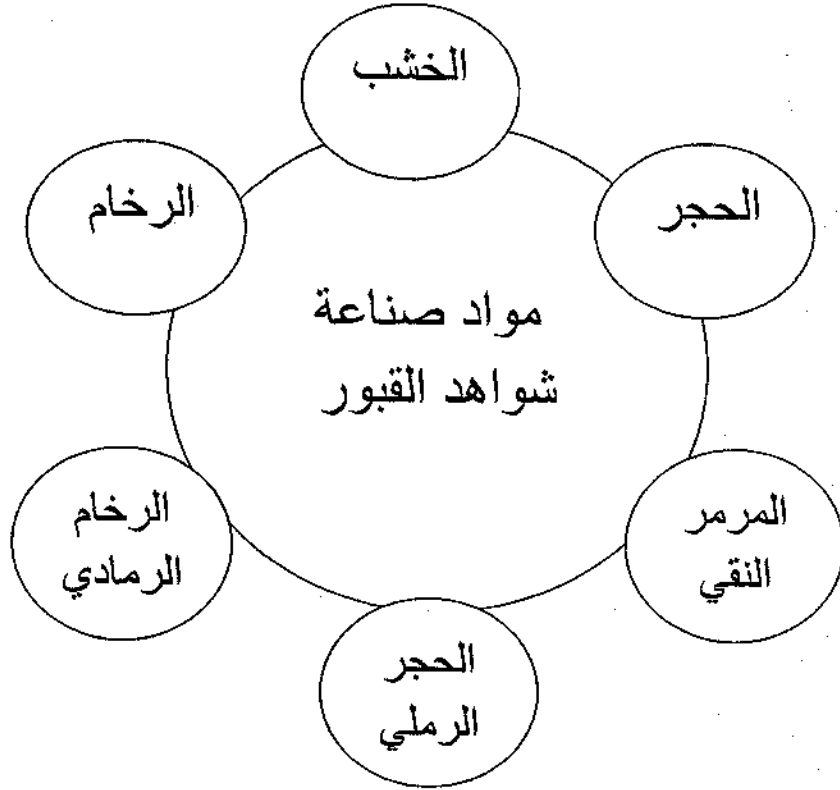 الخشب
الحجر
الرخام
مواد صناعة
شواهد القبور
المرمر
النقي
الرخام
الرمادي
الحجر
الرملي